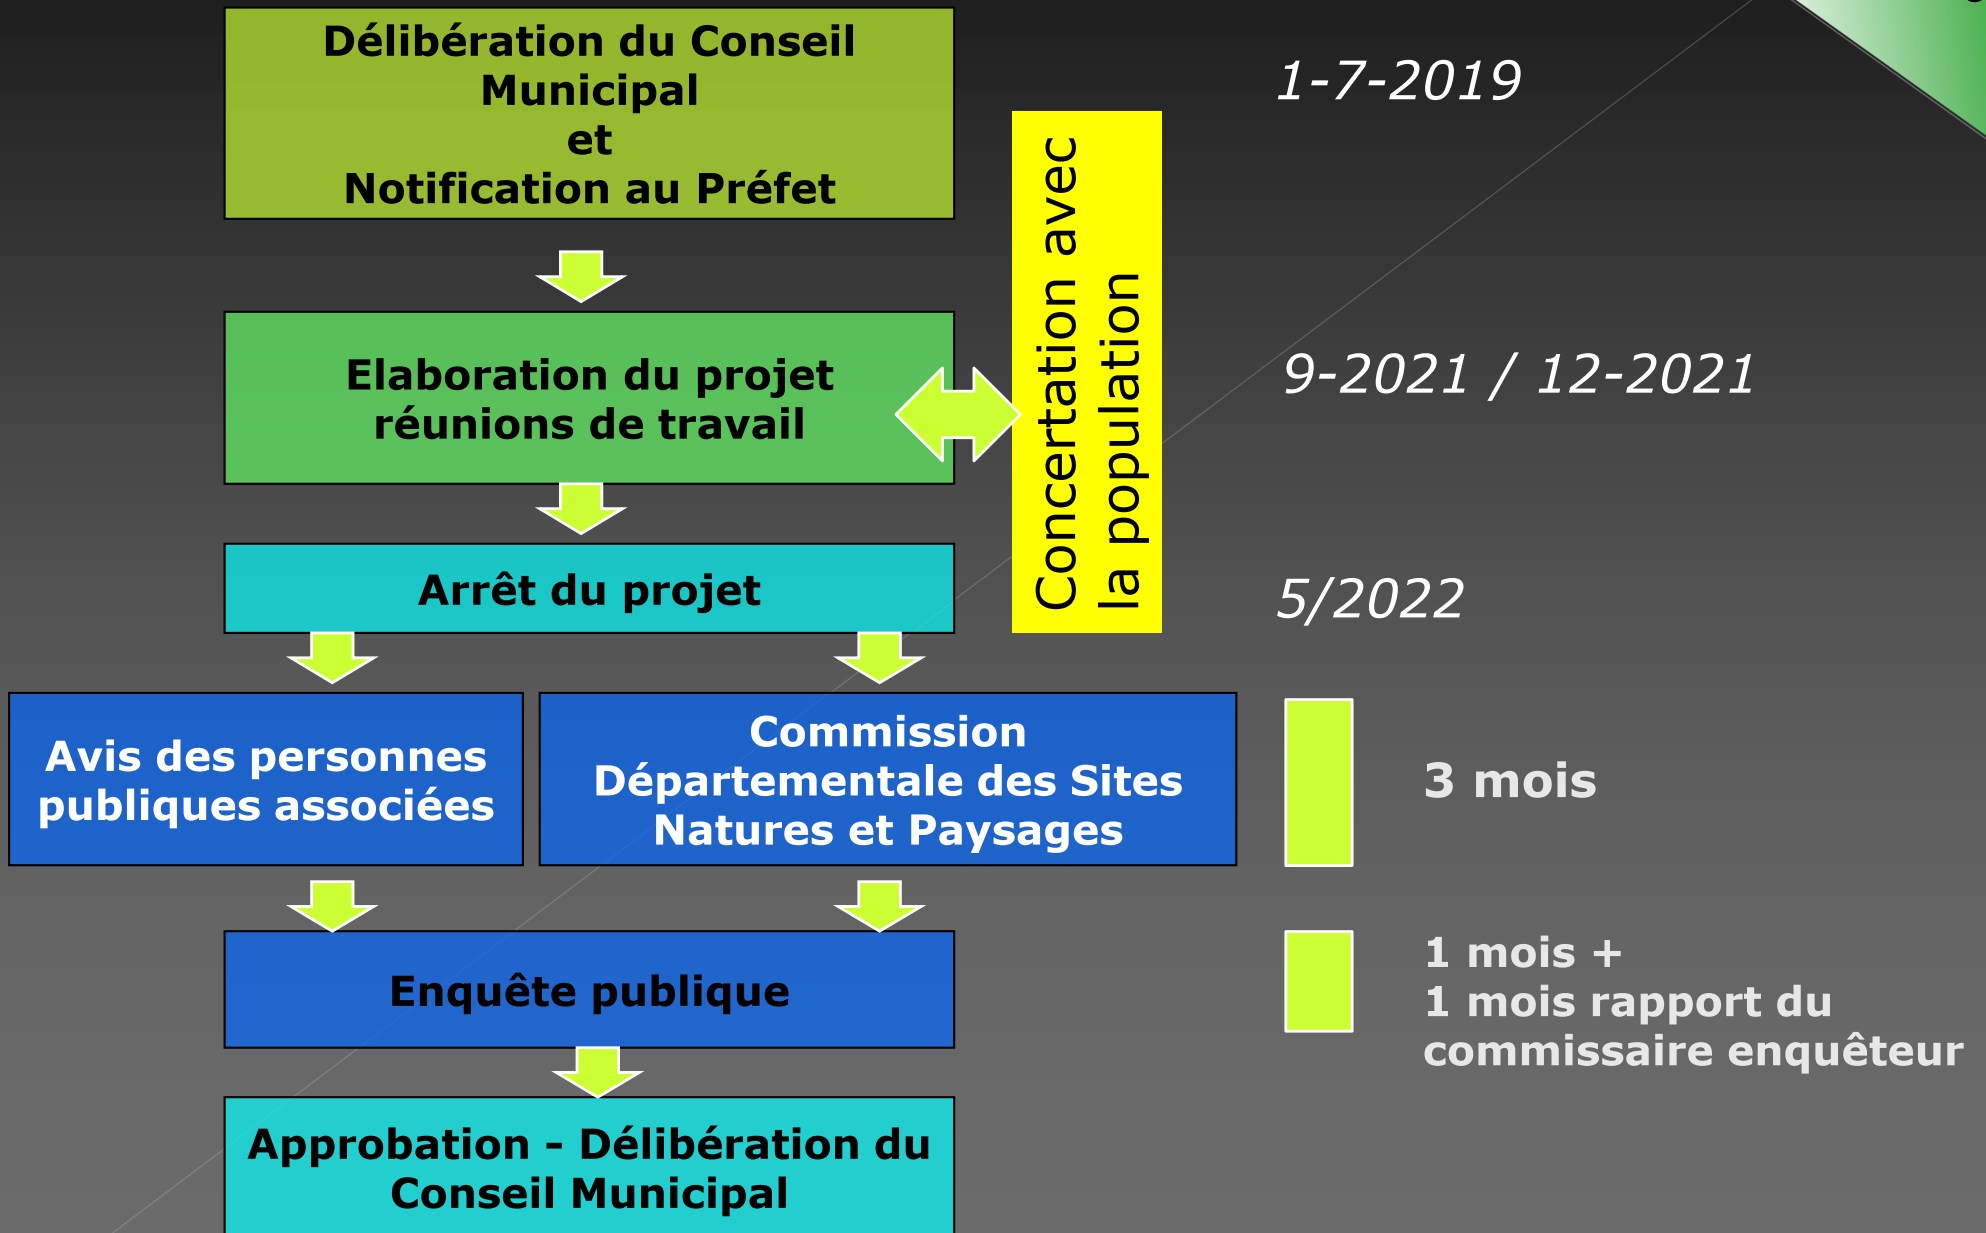 Délibération du Conseil
Municipal
et
Notification au Préfet
1-7-2019
Concertation avec
la population
Elaboration du projet
réunions de travail
9-2021 / 12-2021
Arrêt du projet
5/2022
Avis des personnes
publiques associées
Commission
Départementale des Sites
Natures et Paysages
3 mois
Enquête publique
1 mois +
1 mois rapport du
commissaire enquêteur
Approbation - Délibération du
Conseil Municipal